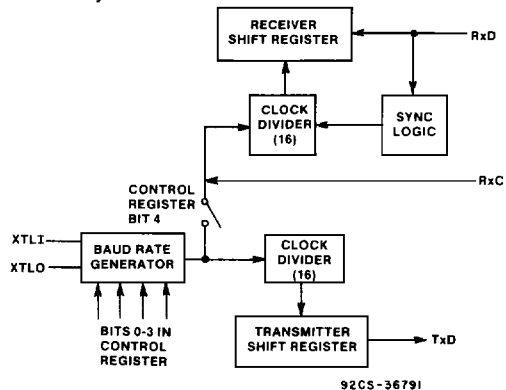 RECEIVER
SHIFT REGISTER
RxD
CLOCK
DIVIDER
(16)
SYNC
LOGIC
RxC
CONTROL
REGISTER
BIT 4
XTLI
XTLO
BAUD RATE
GENERATOR
CLOCK
DIVIDER
(16)
BITS 0-3 IN
CONTROL
REGISTER
TRANSMITTER
SHIFT REGISTER
TxD
92CS-36791